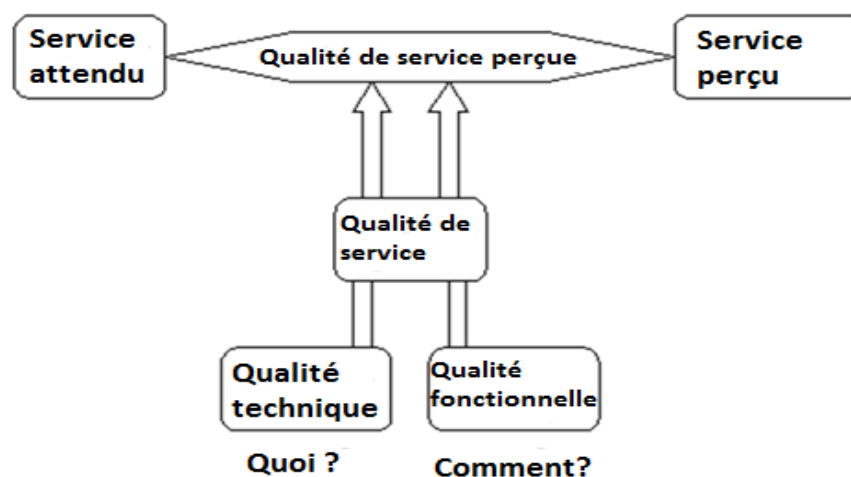 Service
attendu
Qualité de service perçue
Service
perçu
Qualité de
service
Qualité
technique
Qualité
fonctionnelle
Quoi ?
Comment?